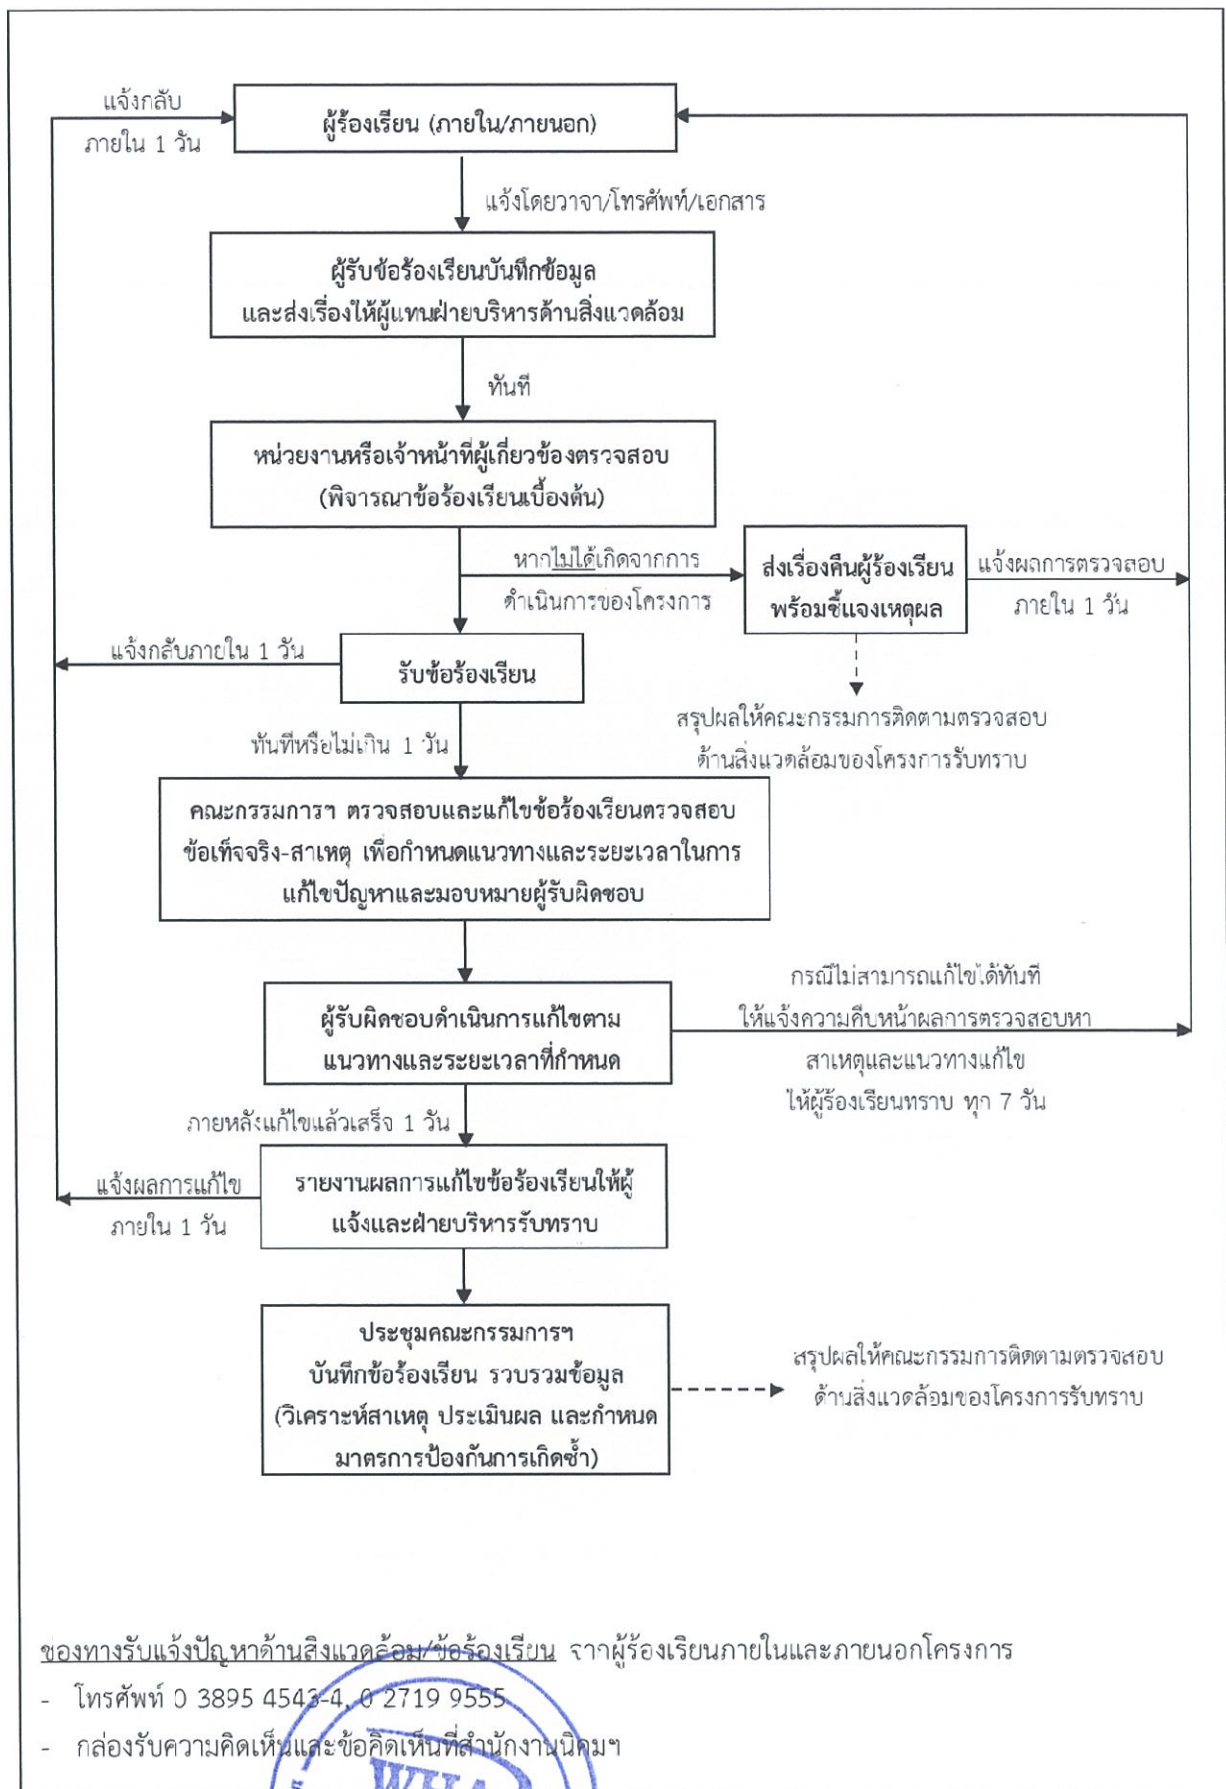 แจ้งกลับ
ภายใน 1 วัน
ผู้ร้องเรียน (ภายใน/ภายนอก)
แจ้งโดยวาจา/โทรศัพท์/เอกสาร
ผู้รับข้อร้องเรียนบันทึกข้อมูล
และส่งเรื่องให้ผู้แทนฝ่ายบริหารด้านสิ่งแวดล้อม
ทันที
หน่วยงานหรือเจ้าหน้าที่ผู้เกี่ยวข้องตรวจสอบ
(พิจารณาข้อร้องเรียนเบื้องต้น)
หากไม่ได้เกิดจากการ
ดำเนินการของโครงการ
ส่งเรื่องคืนผู้ร้องเรียน
พร้อมชี้แจงเหตุผล
แจ้งผลการตรวจสอบ
ภายใน 1 วัน
แจ้งกลับภายใน 1 วัน
รับข้อร้องเรียน
สรุปผลให้คณะกรรมการติดตามตรวจสอบ
ด้านสิ่งแวดล้อมของโครงการรับทราบ
ทันทีหรือไม่เกิน 1 วัน
คณะกรรมการฯ ตรวจสอบและแก้ไขข้อร้องเรียนตรวจสอบ
ข้อเท็จจริง-สาเหตุ เพื่อกำหนดแนวทางและระยะเวลาในการ
แก้ไขปัญหาและมอบหมายผู้รับผิดชอบ
ผู้รับผิดชอบดำเนินการแก้ไขตาม
แนวทางและระยะเวลาที่กำหนด
กรณีไม่สามารถแก้ไขได้ทันที
ให้แจ้งความคืบหน้าผลการตรวจสอบหา
สาเหตุและแนวทางแก้ไข
ให้ผู้ร้องเรียนทราบ ทุก 7 วัน
ภายหลังแก้ไขแล้วเสร็จ 1 วัน
แจ้งผลการแก้ไข
ภายใน 1 วัน
รายงานผลการแก้ไขข้อร้องเรียนให้ผู้
แจ้งและฝ่ายบริหารรับทราบ
ประชุมคณะกรรมการฯ
บันทึกข้อร้องเรียน รวบรวมข้อมูล
(วิเคราะห์สาเหตุ ประเมินผล และกำหนด
มาตรการป้องกันการเกิดซ้ำ)
สรุปผลให้คณะกรรมการติดตามตรวจสอบ
ด้านสิ่งแวดล้อมของโครงการรับทราบ
ช่องทางรับแจ้งปัญหาด้านสิ่งแวดล้อม/ข้อร้องเรียน จากผู้ร้องเรียนภายในและภายนอกโครงการ
- โทรศัพท์ 0 3895 4543-4, 0 2719 9555
- กล่องรับความคิดเห็นและข้อคิดเห็นที่สำนักงานนิคมฯ
WHA